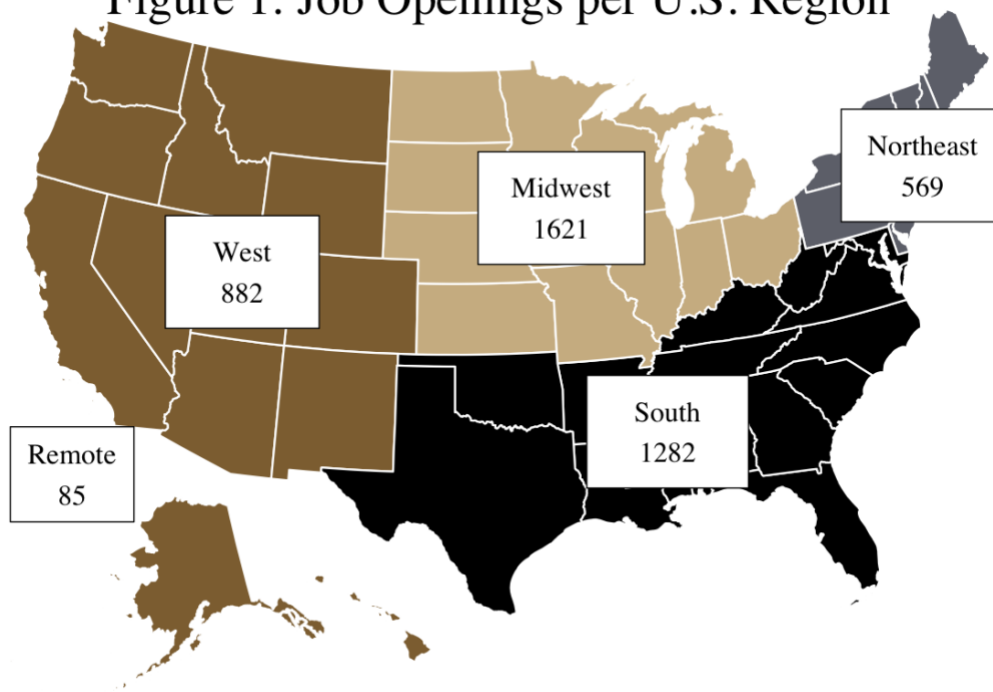 Figure 1: Job Openings per U.S. Region
Northeast
569
Midwest
1621
West
882
South
1282
Remote
85